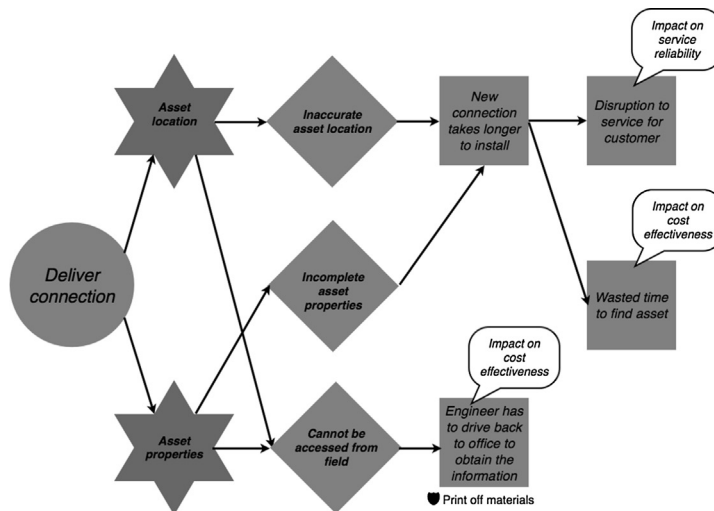 Impact on
service
reliability
Asset
location
Inaccurate
asset location
New
connection
takes longer
to install
Disruption to
service for
customer
Impact on
cost
effectiveness
Deliver
connection
Incomplete
asset
properties
Wasted time
to find asset
Impact on
cost
effectiveness
Asset
properties
Cannot be
accessed from
field
Engineer has
to drive back
to office to
obtain the
information
Print off materials